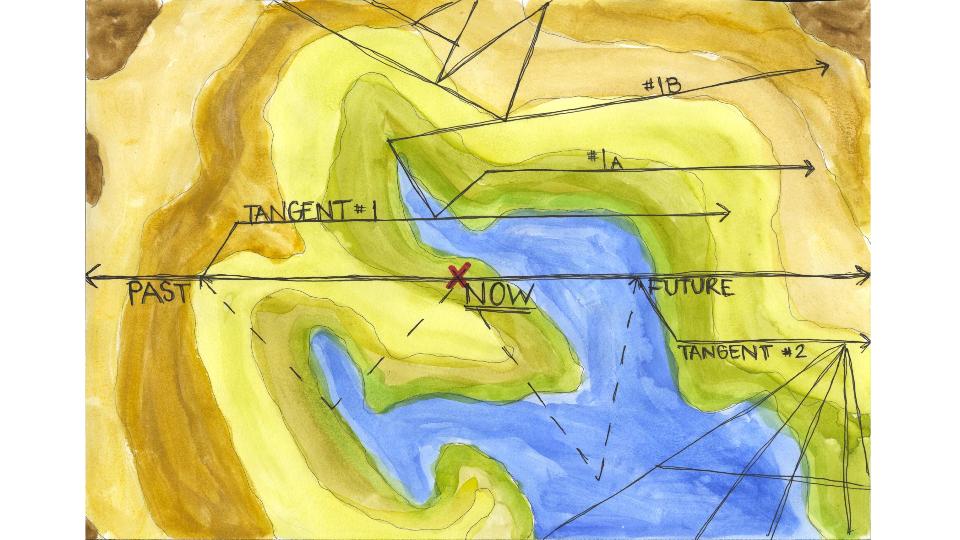 #1B
#1A
TANGENT #1
PAST
NOW
FUTURE
TANGENT #2